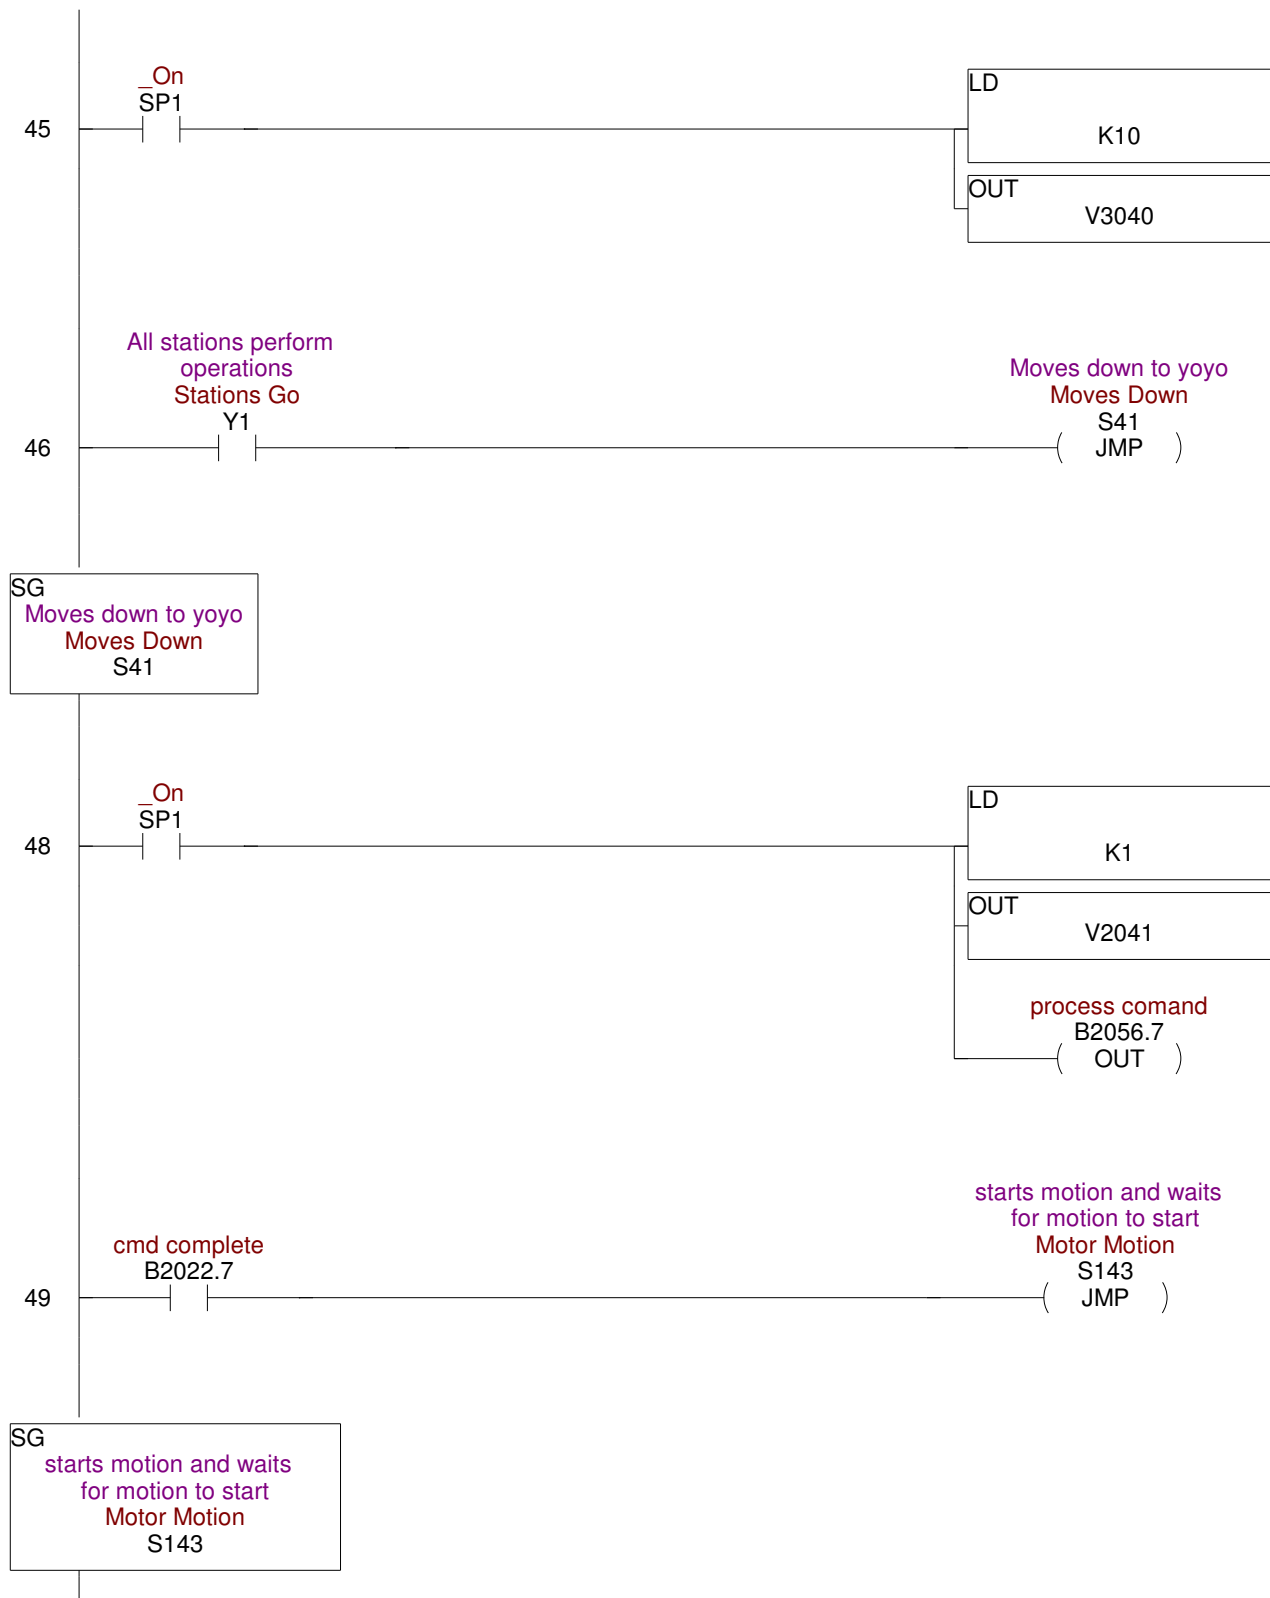 _On
SP1
45
LD
K10
OUT
V3040
All stations perform
operations
Stations Go
Y1
46
Moves down to yoyo
Moves Down
S41
JMP
SG
Moves down to yoyo
Moves Down
S41
_On
SP1
48
LD
K1
OUT
V2041
process comand
B2056.7
OUT
cmd complete
B2022.7
49
starts motion and waits
for motion to start
Motor Motion
S143
JMP
SG
starts motion and waits
for motion to start
Motor Motion
S143